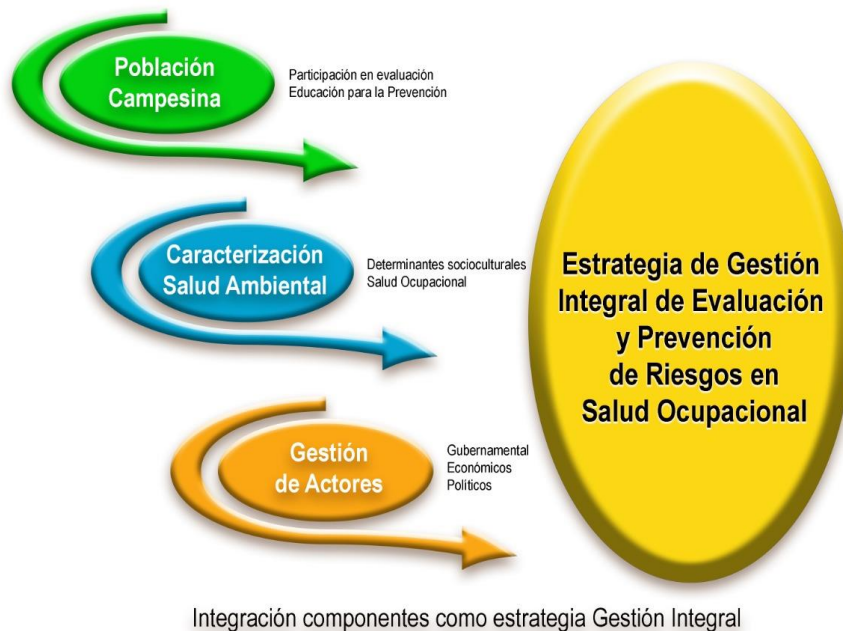 Población
Campesina
Participación en evaluación
Educación para la Prevención
Caracterización
Salud Ambiental
Determinantes socioculturales
Salud Ocupacional
Gestión
de Actores
Gubernamental
Económicos
Políticos
Estrategia de Gestión
Integral de Evaluación
y Prevención
de Riesgos en
Salud Ocupacional
Integración componentes como estrategia Gestión Integral